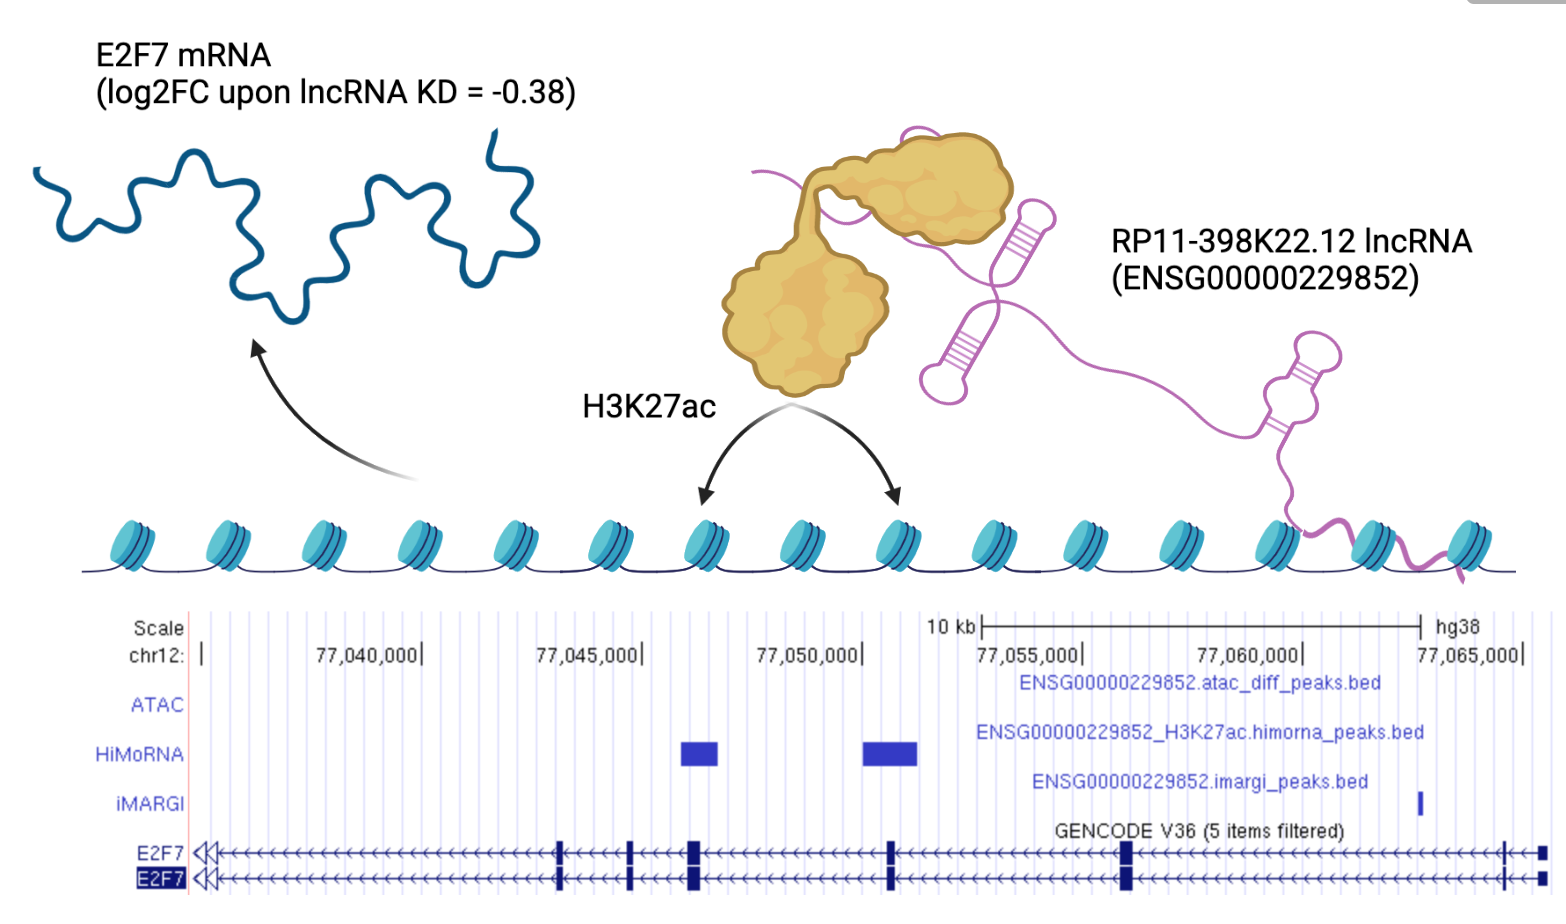 E2F7 mRNA
(log2FC upon lncRNA KD = -0.38)
RP11-398K22.12 lncRNA
(ENSG00000229852)
H3K27ac
Scale
10 kb
hg38
chr12:
77,040,000
77,045,000
77,050,000
77,055,000
77,060,000
77,065,000
ENSG00000229852.atac_diff_peaks.bed
ATAC
ENSG00000229852_H3K27ac.himorna_peaks.bed
HiMoRNA
ENSG00000229852.imargi_peaks.bed
iMARGI
GENCODE V36 (5 items filtered)
E2F7
E2F7